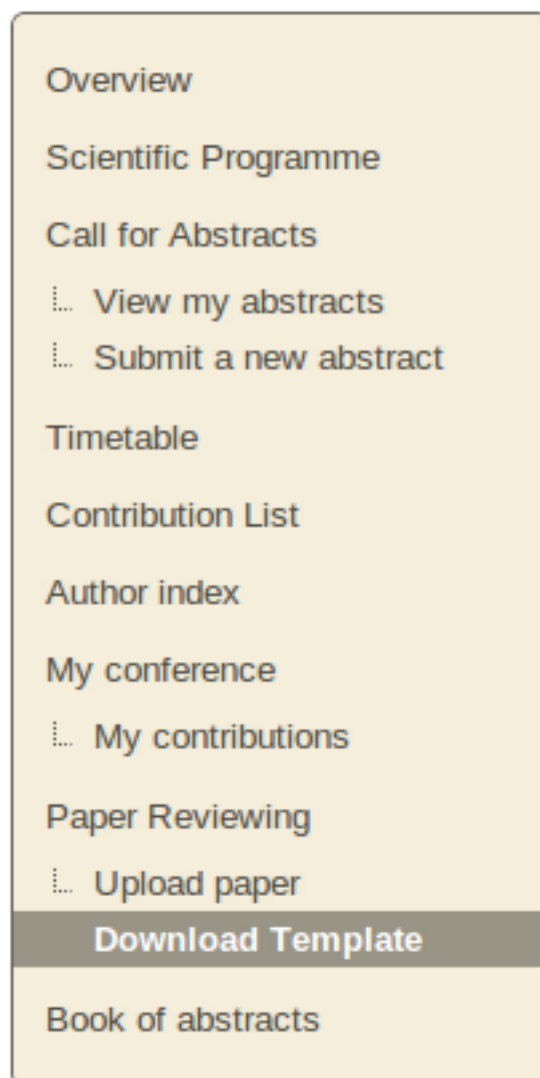 Overview
Scientific Programme
Call for Abstracts
View my abstracts
Submit a new abstract
Timetable
Contribution List
Author index
My conference
My contributions
Paper Reviewing
Upload paper
Download Template
Book of abstracts